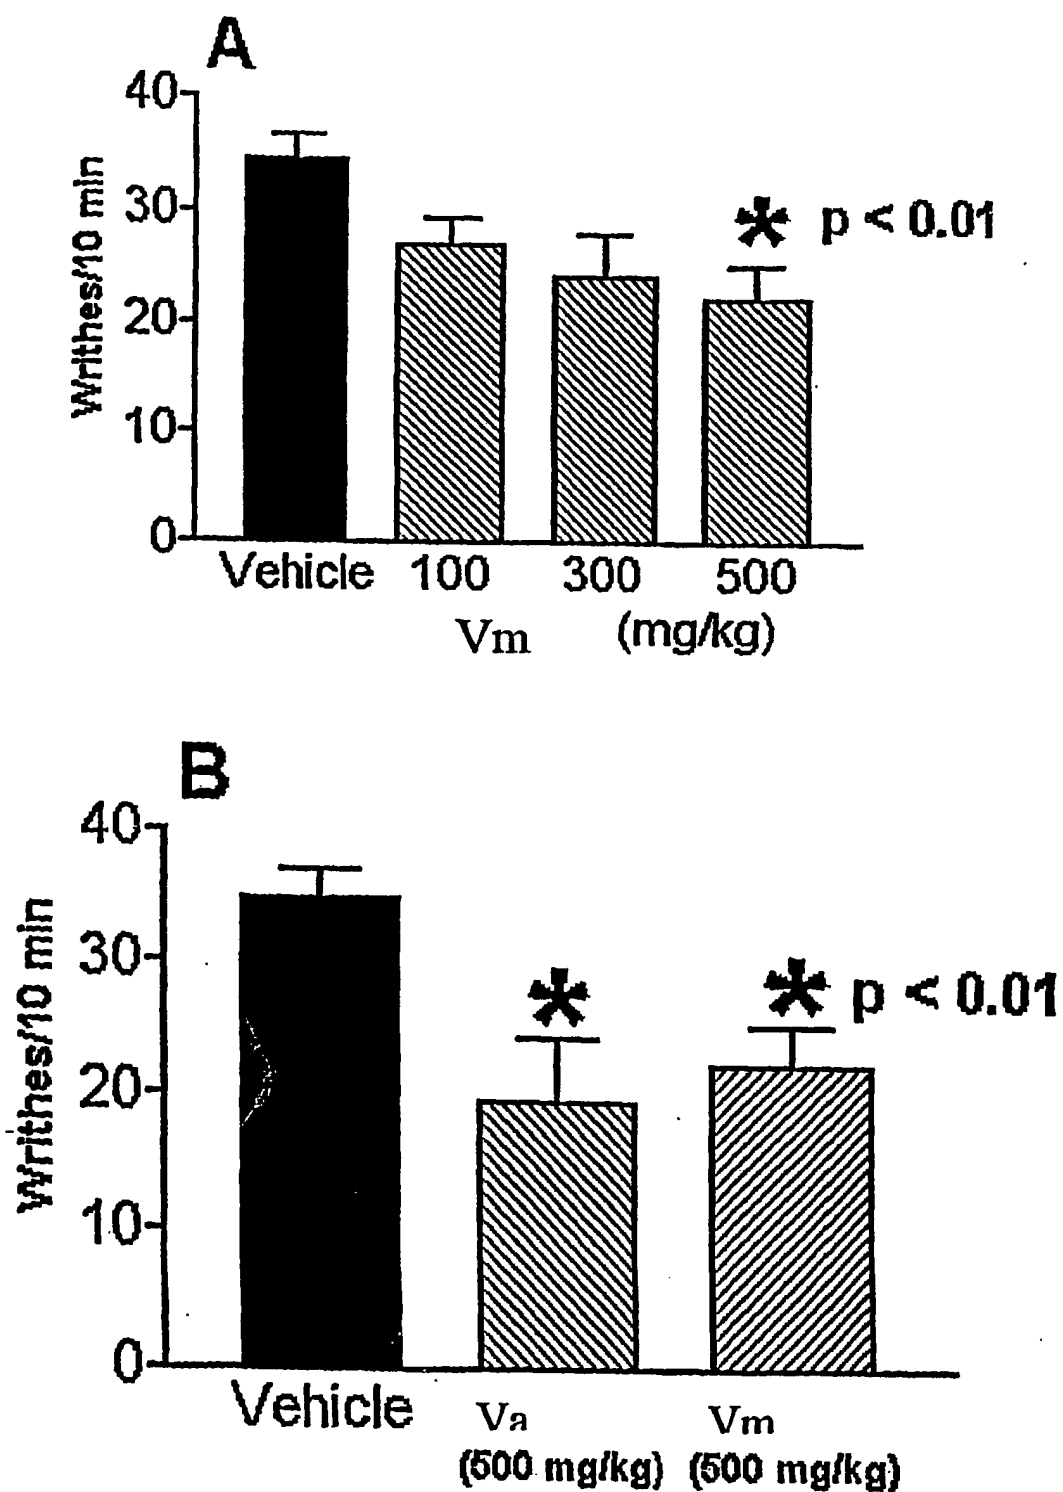 A
40
30
20
10
0
Writhes/10 min
* p < 0.01
Vehicle 100 300 500
Vm (mg/kg)
B
40
30
20
10
0
Writhes/10 min
* * p < 0.01
Vehicle Va Vm
(500 mg/kg) (500 mg/kg)